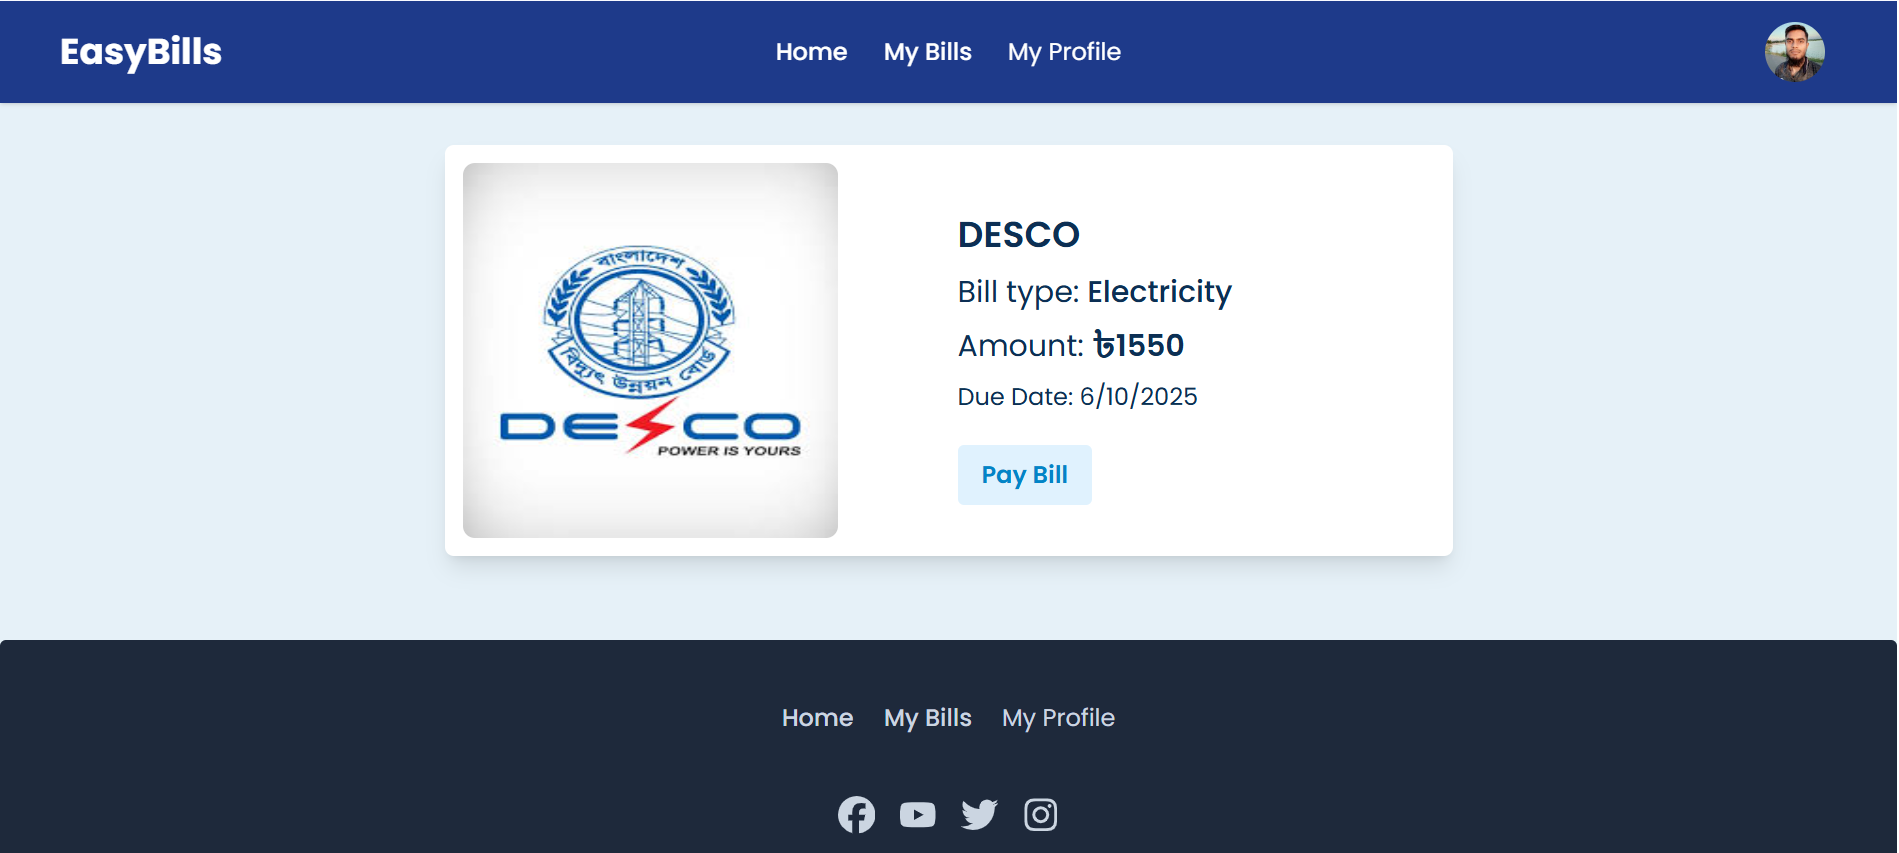 EasyBills
Home My Bills My Profile
বাংলাদেশ
বিদ্যুৎ উন্নয়ন বোর্ড
DESCO
POWER IS YOURS
DESCO
Bill type: Electricity
Amount: ৳1550
Due Date: 6/10/2025
Pay Bill
Home My Bills My Profile